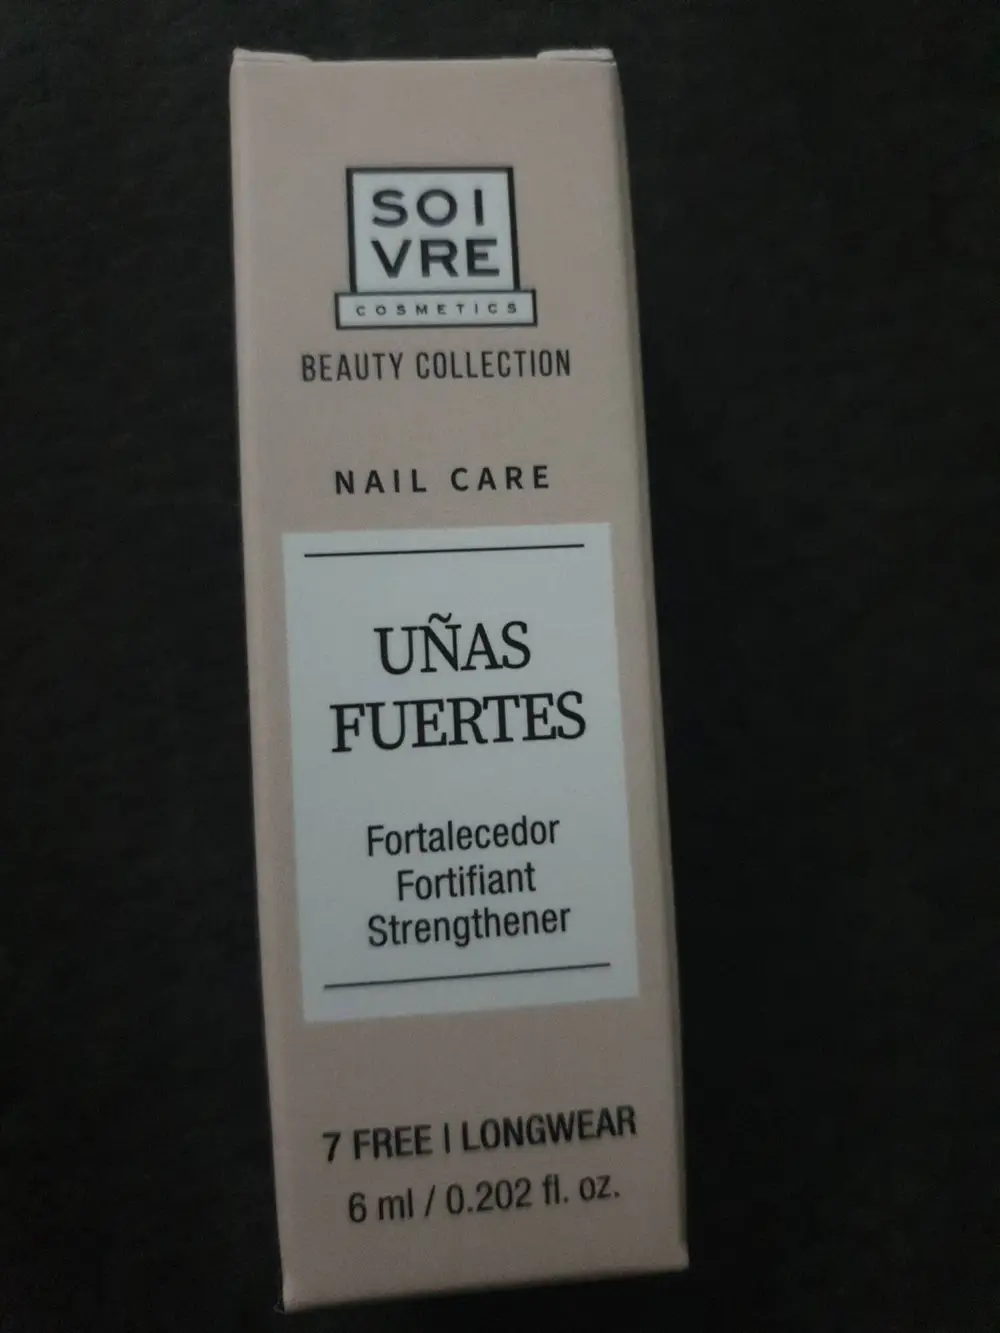 SOI
VRE
COSMETICS
BEAUTY COLLECTION
NAIL CARE
UÑAS
FUERTES
Fortalecedor
Fortifiant
Strengthener
7 FREE | LONGWEAR
6 ml / 0.202 fl. oz.